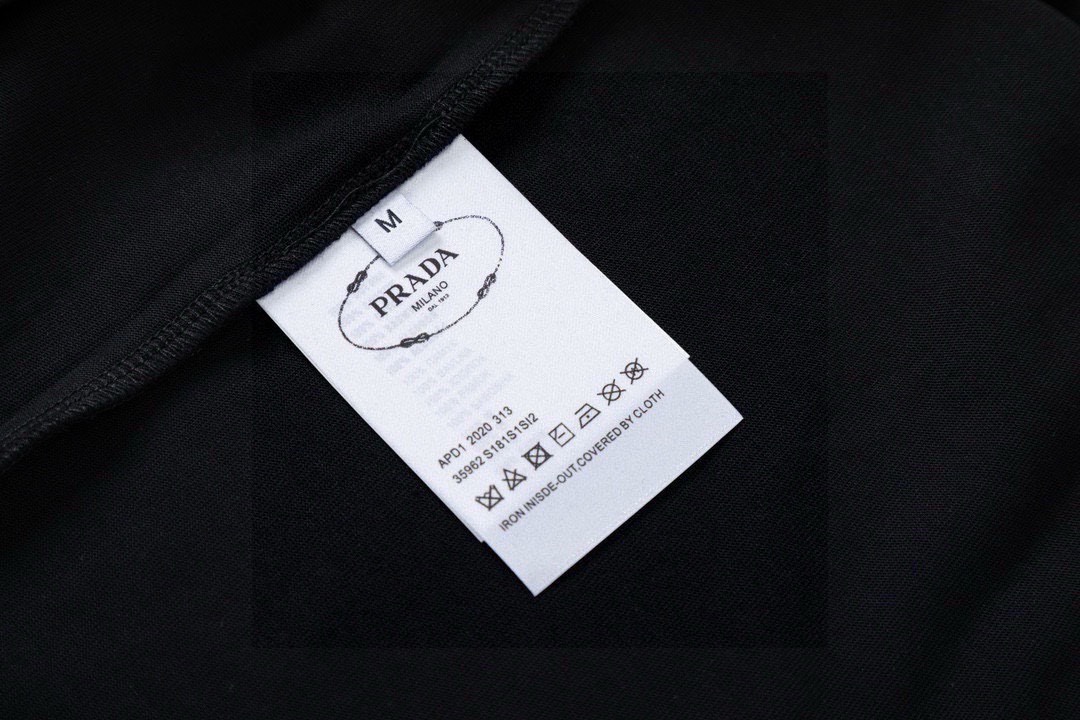 M
PRADA
MILANO
DAL 1913
APD1 2020 313
35962 S181S1SI2
IRON INISDE-OUT,COVERED BY CLOTH